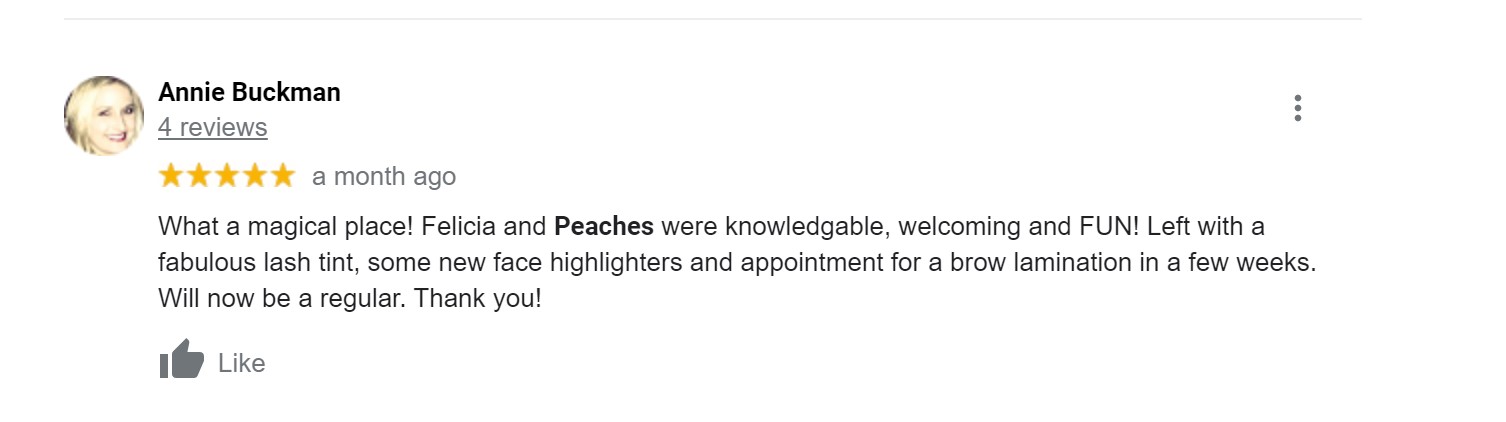 Annie Buckman
4 reviews
a month ago
What a magical place! Felicia and Peaches were knowledgable, welcoming and FUN! Left with a
fabulous lash tint, some new face highlighters and appointment for a brow lamination in a few weeks.
Will now be a regular. Thank you!
Like